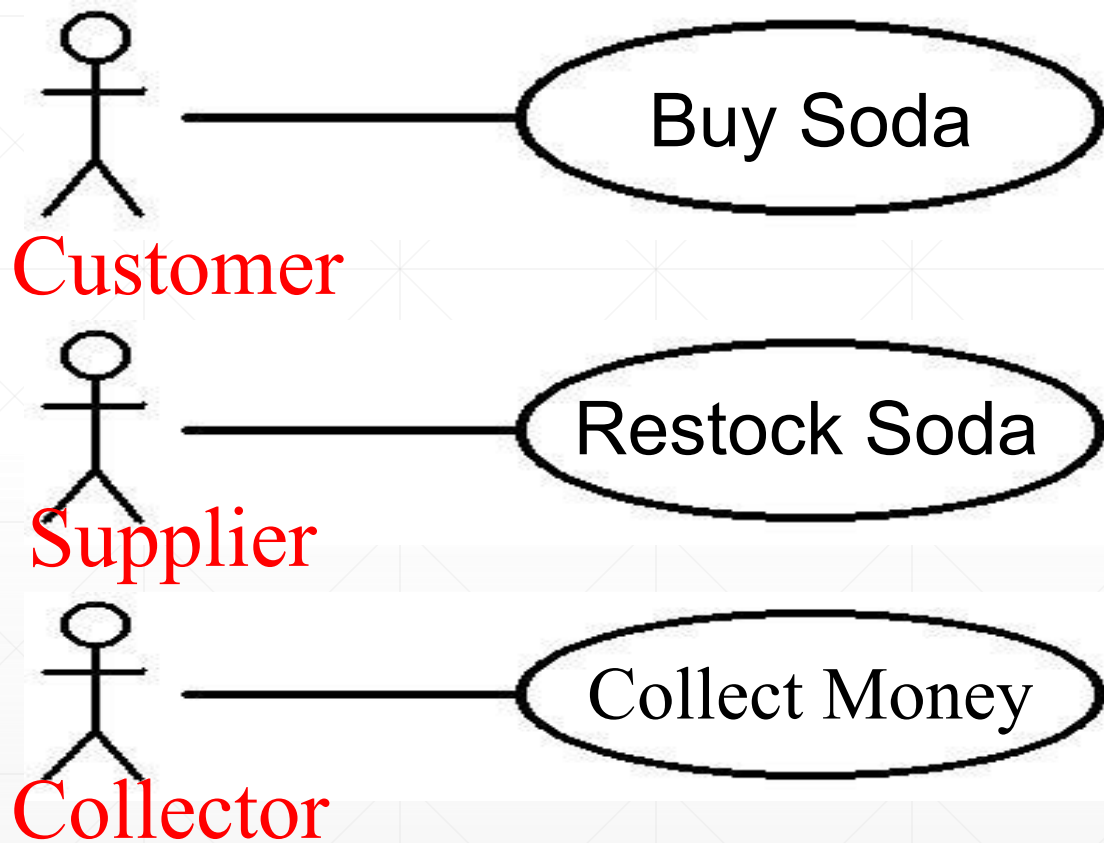 Buy Soda
Customer
Restock Soda
Supplier
Collect Money
Collector